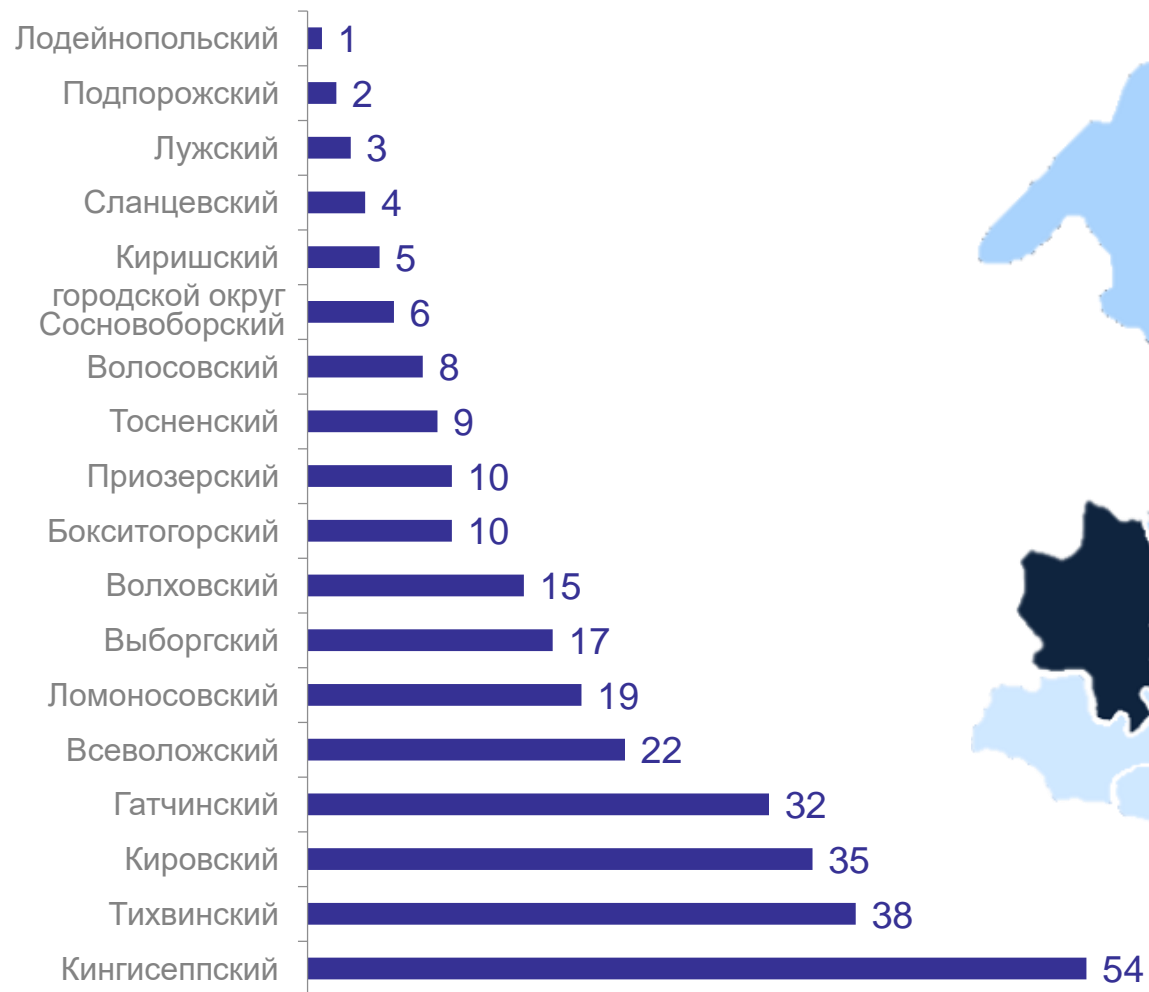 Лодейнопольский 1
Подпорожский 2
Лужский 3
Сланцевский 4
Киришский 5
городской округ
Сосновоборский 6
Волосовский 8
Тосненский 9
Приозерский 10
Бокситогорский 10
Волховский 15
Выборгский 17
Ломоносовский 19
Всеволожский 22
Гатчинский 32
Кировский 35
Тихвинский 38
Кингисеппский 54